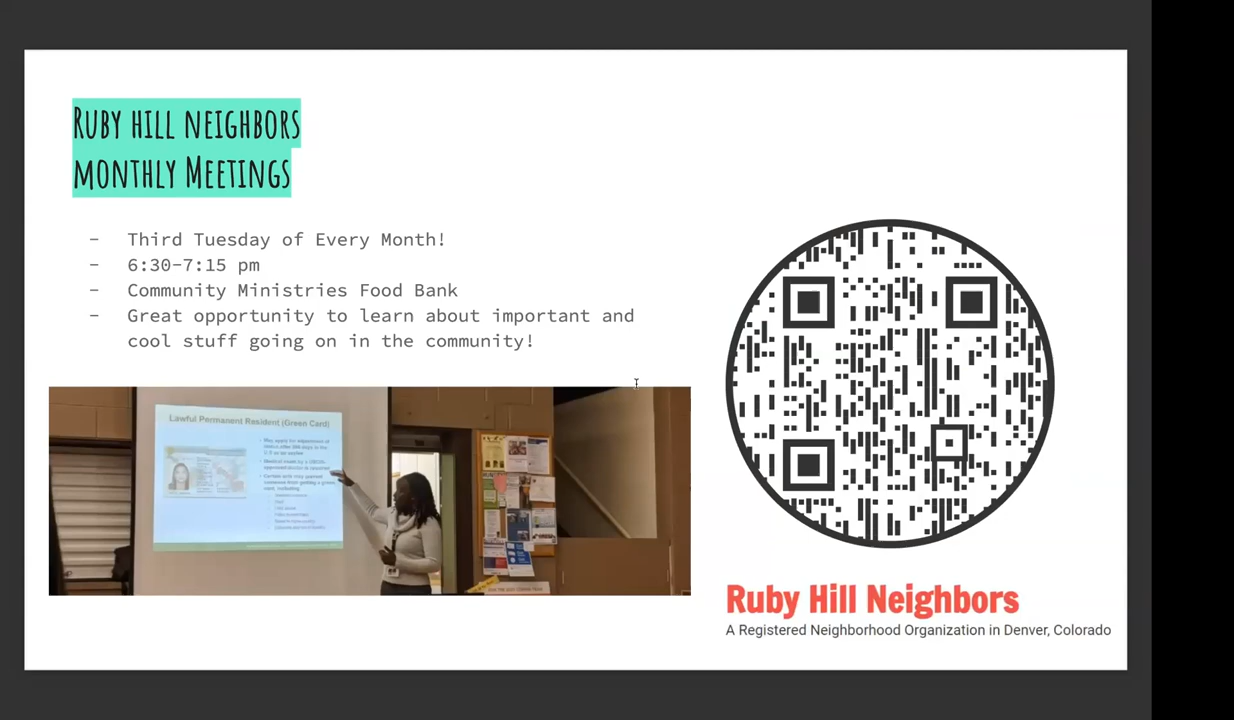 Ruby Hill neighbors
monthly Meetings
- Third Tuesday of Every Month!
- 6:30-7:15 pm
- Community Ministries Food Bank
- Great opportunity to learn about important and
cool stuff going on in the community!
Lawful Permanent Resident (Green Card)
Ruby Hill Neighbors
A Registered Neighborhood Organization in Denver, Colorado